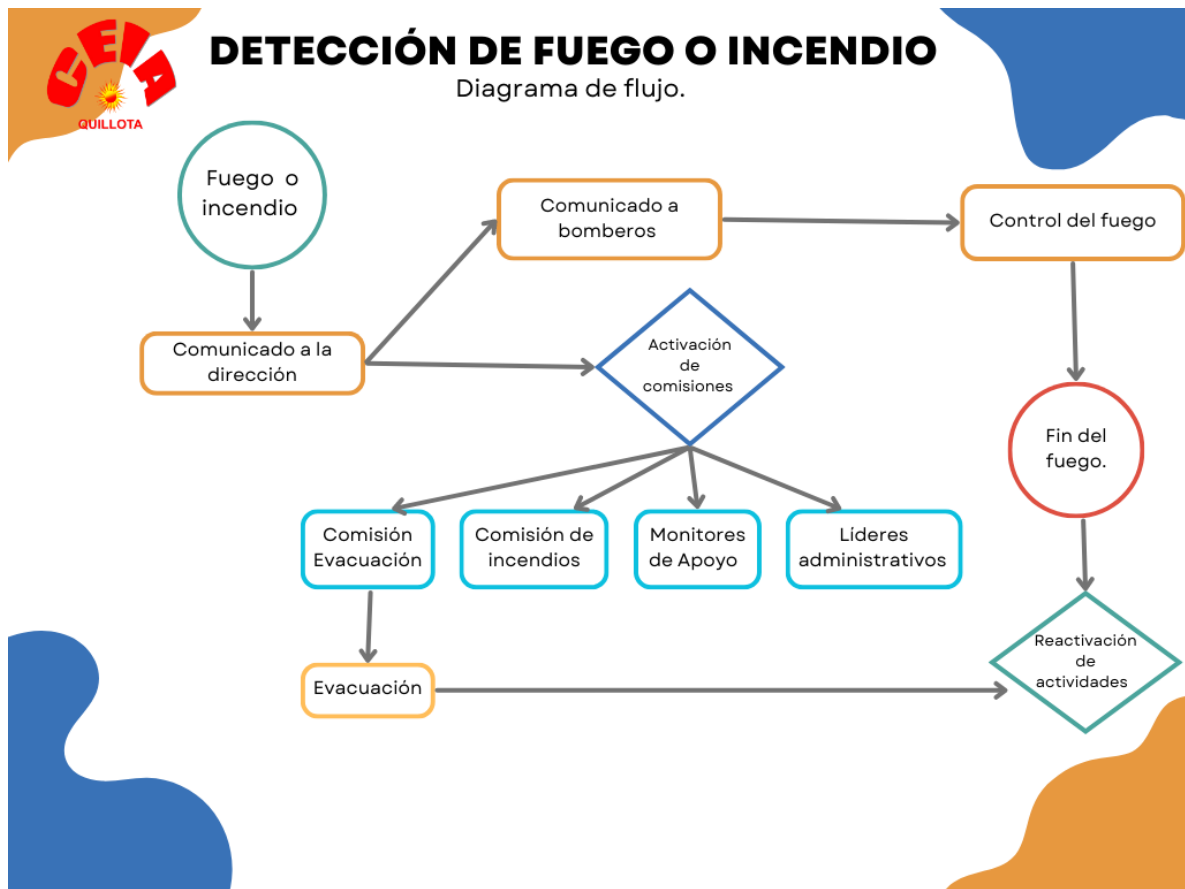 CEIA
QUILLOTA
DETECCIÓN DE FUEGO O INCENDIO
Diagrama de flujo.
Fuego o
incendio
Comunicado a
bomberos
Control del fuego
Comunicado a la
dirección
Activación
de
comisiones
Fin del
fuego.
Comisión
Evacuación
Comisión de
incendios
Monitores
de Apoyo
Líderes
administrativos
Reactivación
de
actividades
Evacuación